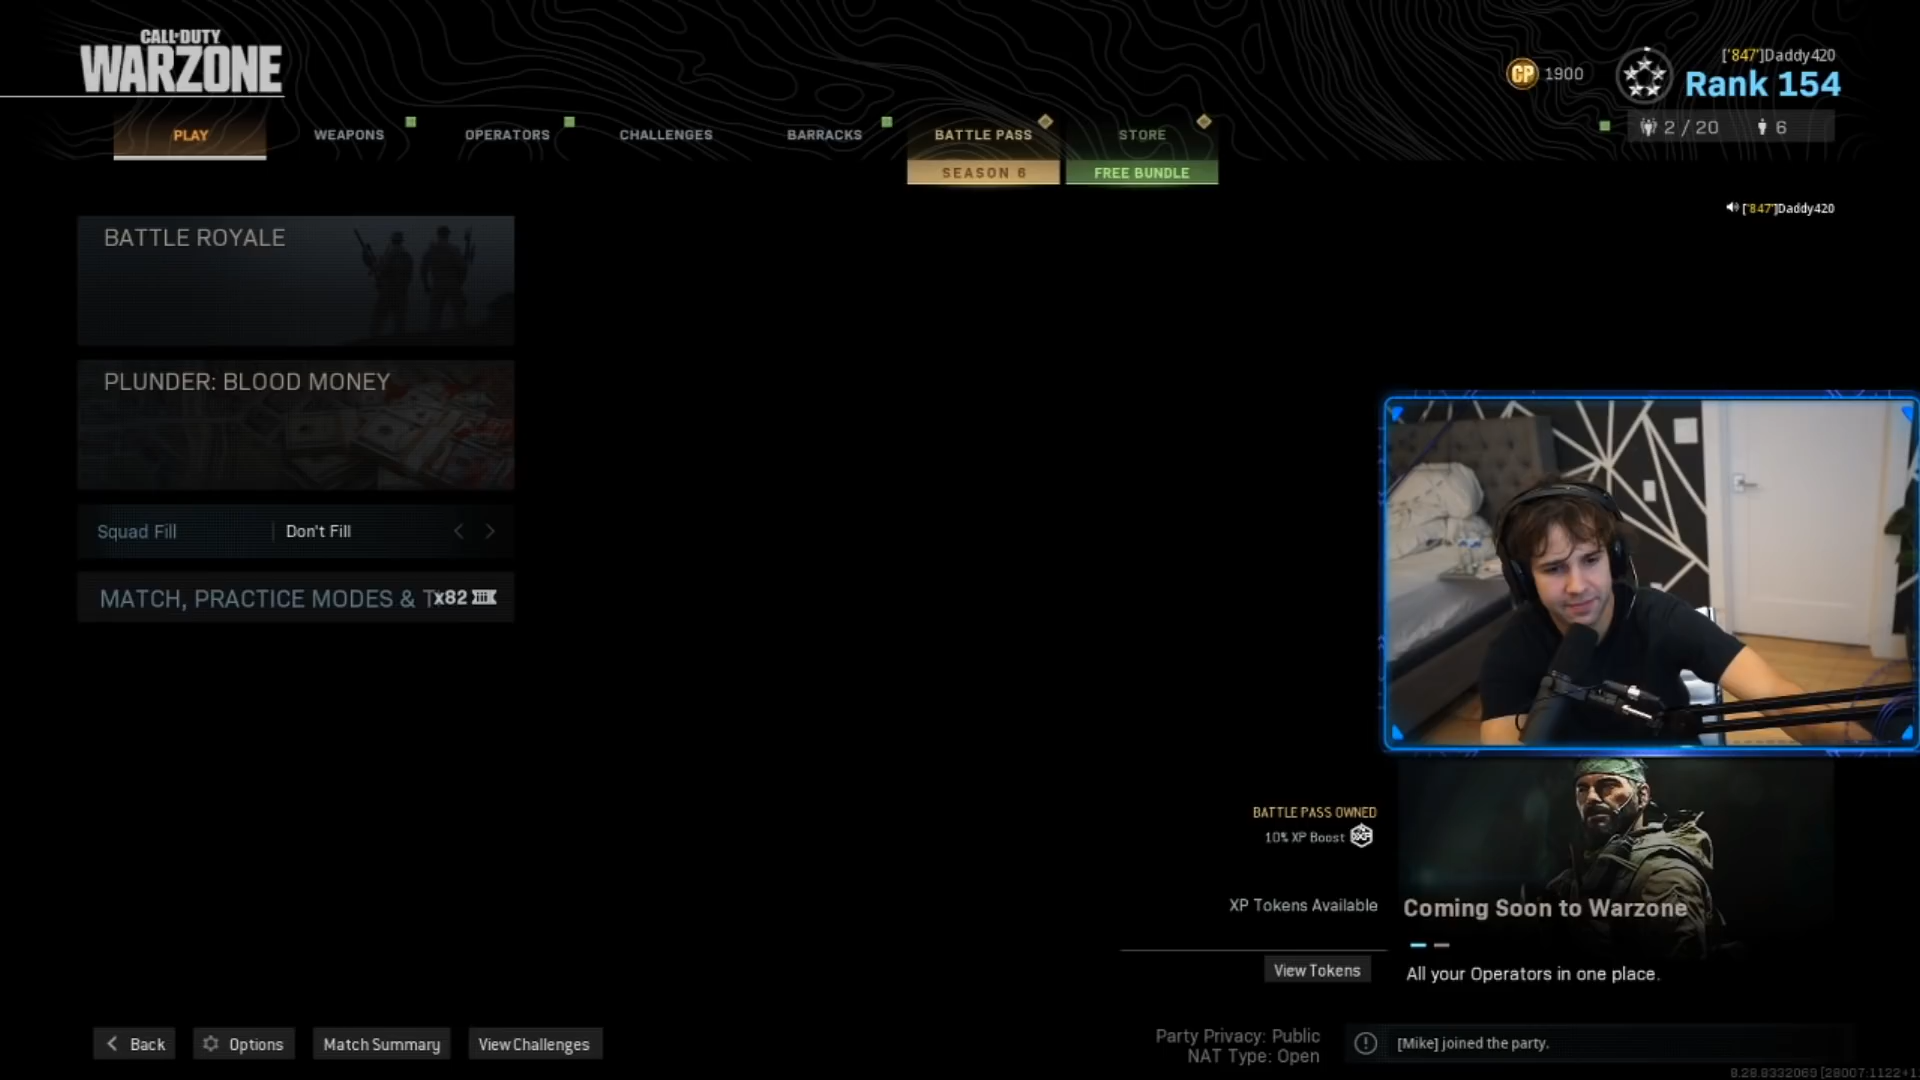 CALL OF DUTY
WARZONE
PLAY
WEAPONS
OPERATORS
CHALLENGES
BARRACKS
BATTLE PASS
SEASON 6
STORE
FREE BUNDLE
CP 1900
['847']Daddy420
Rank 154
2 / 20
6
['847']Daddy420
BATTLE ROYALE
PLUNDER: BLOOD MONEY
Squad Fill
Don't Fill
MATCH, PRACTICE MODES & T
x82
BATTLE PASS OWNED
10% XP Boost
XP Tokens Available
View Tokens
Coming Soon to Warzone
All your Operators in one place.
Back
Options
Match Summary
View Challenges
Party Privacy: Public
NAT Type: Open
[Mike] joined the party.